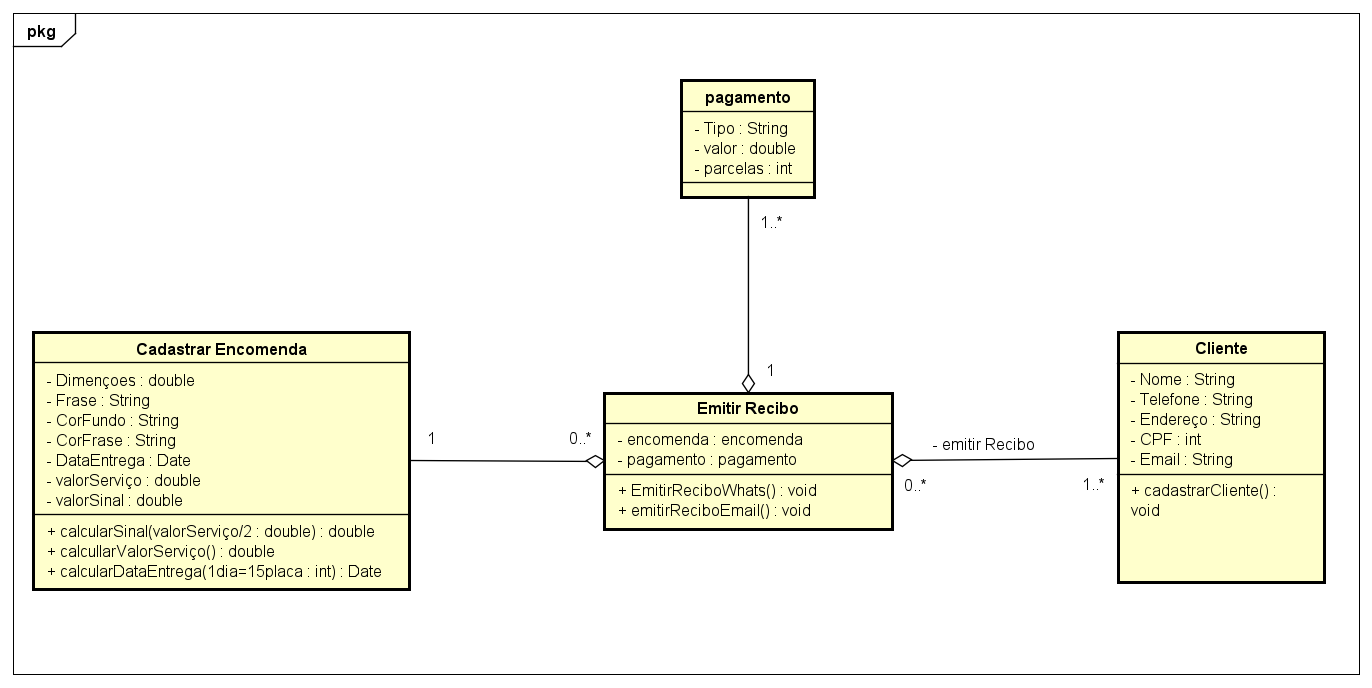 pkg
pagamento
- Tipo : String
- valor : double
- parcelas : int
1..*
1
Cadastrar Encomenda
- Dimençoes : double
- Frase : String
- CorFundo : String
- CorFrase : String
- DataEntrega : Date
- valorServiço : double
- valorSinal : double
+ calcularSinal(valorServiço/2 : double) : double
+ calcullarValorServiço() : double
+ calcularDataEntrega(1dia=15placa : int) : Date
1
0..*
Emitir Recibo
- encomenda : encomenda
- pagamento : pagamento
+ EmitirReciboWhats() : void
+ emitirReciboEmail() : void
- emitir Recibo
0..*
1..*
Cliente
- Nome : String
- Telefone : String
- Endereço : String
- CPF : int
- Email : String
+ cadastrarCliente() :
void